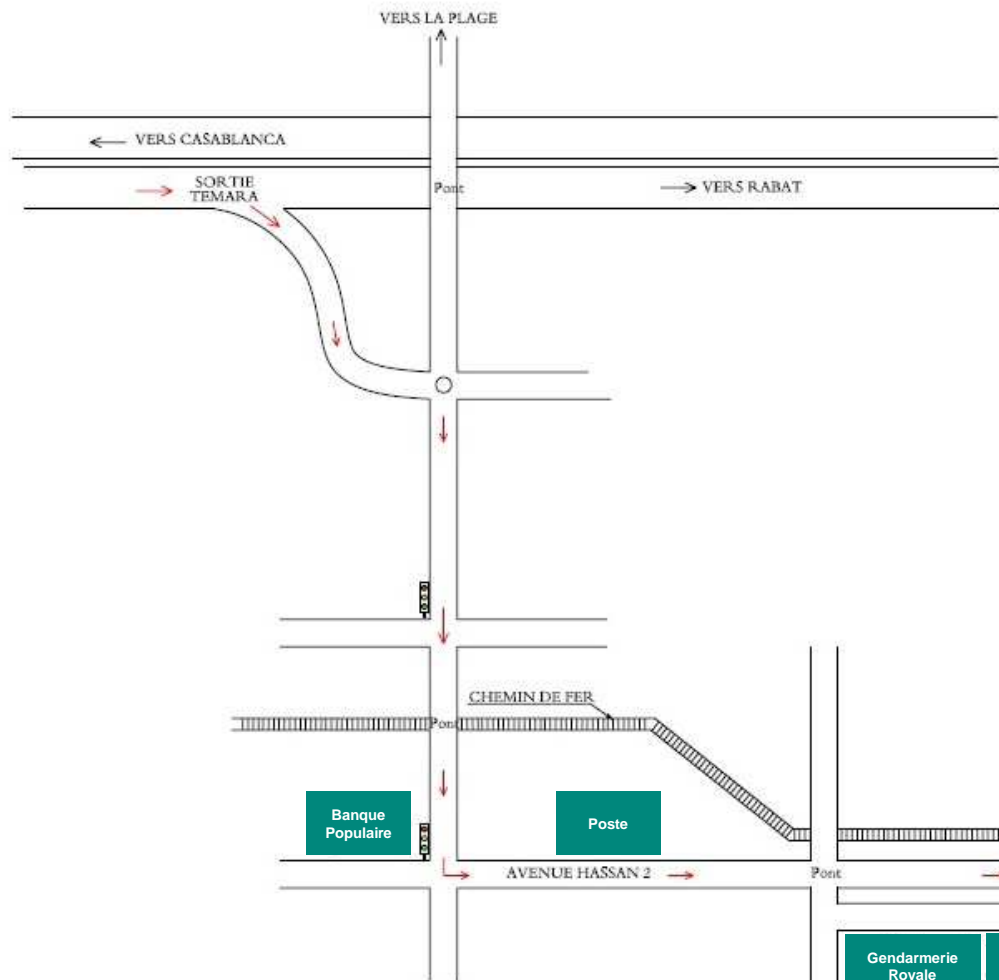 VERS LA PLAGE
VERS CASABLANCA
SORTIE
TEMARA
Pont
VERS RABAT
CHEMIN DE FER
Pont
Banque
Populaire
Poste
AVENUE HASSAN 2
Pont
Gendarmerie
Royale